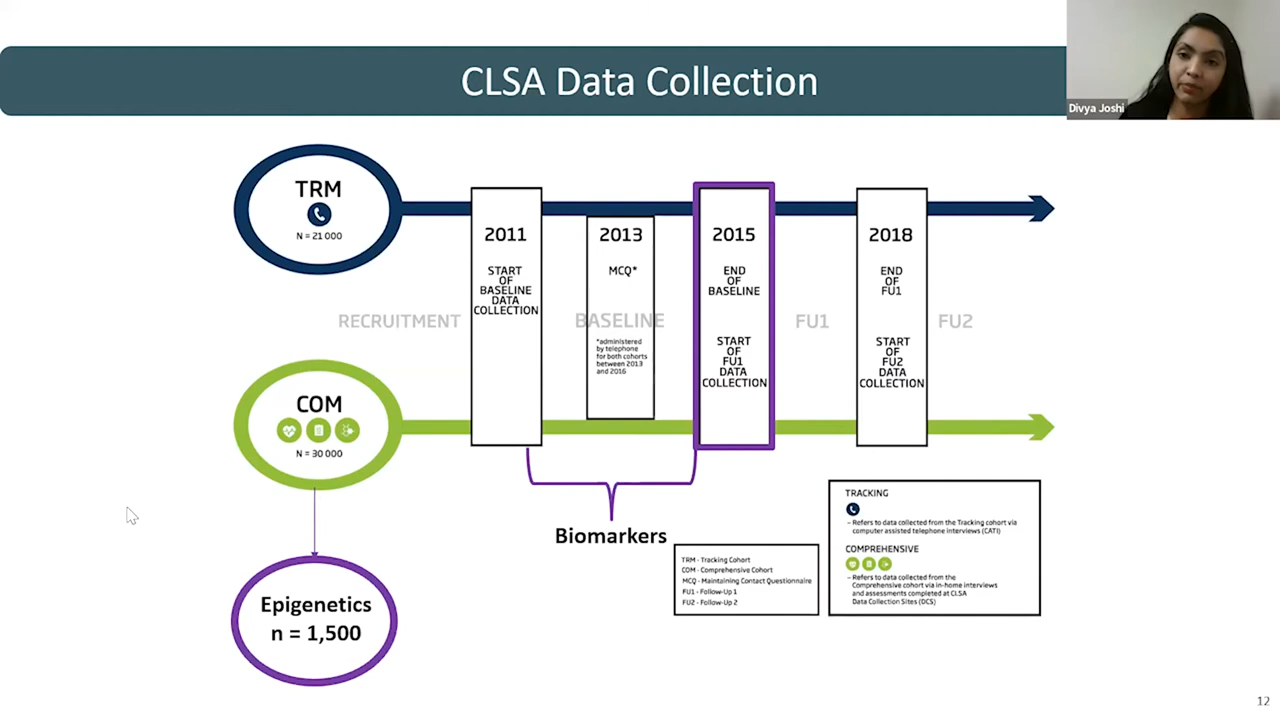 CLSA Data Collection
Divya Joshi
TRM
N = 21 000
2011
START
OF
BASELINE
DATA
COLLECTION
2013
MCQ*
*administered
by telephone
for both cohorts
between 2013
and 2016
2015
END
OF
BASELINE
START
OF
FU1
DATA
COLLECTION
2018
END
OF
FU1
START
OF
FU2
DATA
COLLECTION
RECRUITMENT
BASELINE
FU1
FU2
COM
N = 30 000
Biomarkers
Epigenetics
n = 1,500
TRM - Tracking Cohort
COM - Comprehensive Cohort
MCQ - Maintaining Contact Questionnaire
FU1 - Follow-Up 1
FU2 - Follow-Up 2
TRACKING
– Refers to data collected from the Tracking cohort via
computer assisted telephone interviews (CATI)
COMPREHENSIVE
– Refers to data collected from the
Comprehensive cohort via in-home interviews
and assessments completed at CLSA
Data Collection Sites (DCS)
12